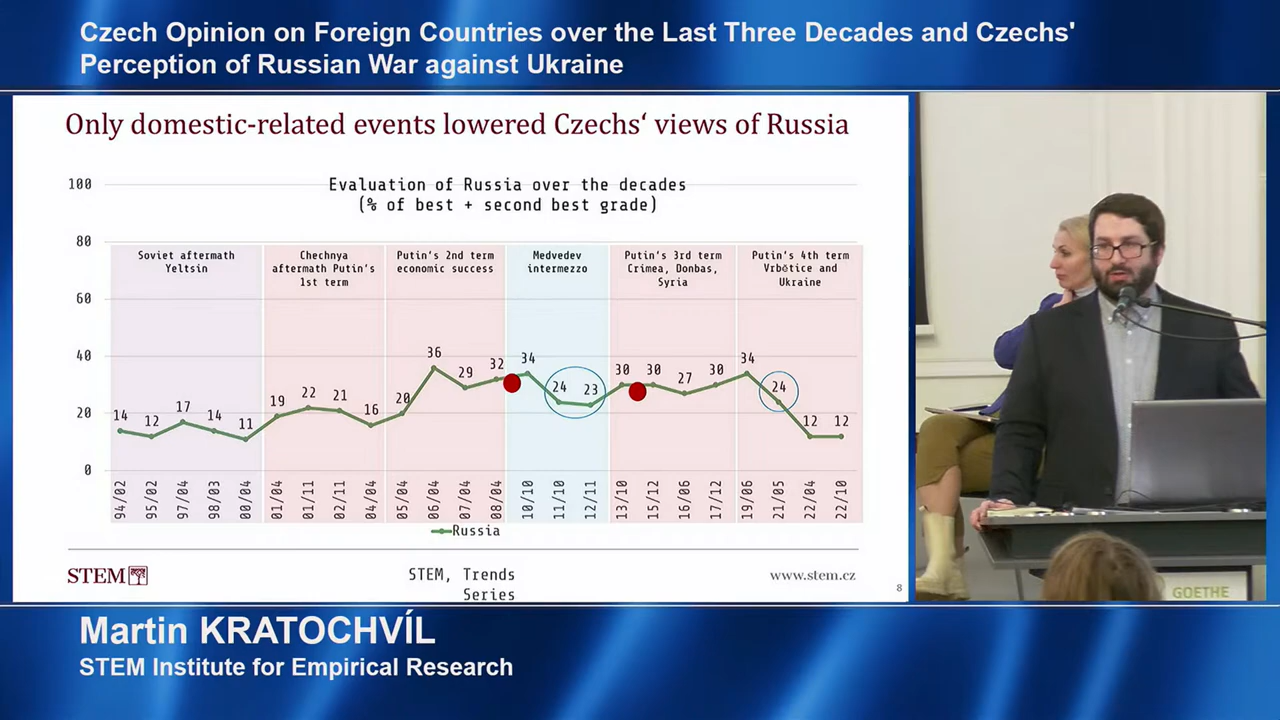 Czech Opinion on Foreign Countries over the Last Three Decades and Czechs'
Perception of Russian War against Ukraine
Only domestic-related events lowered Czechs‘ views of Russia
Evaluation of Russia over the decades
(% of best + second best grade)
100
80
60
40
20
0
Soviet aftermath
Yeltsin
Chechnya
aftermath Putin's
1st term
Putin's 2nd term
economic success
Medvedev
intermezzo
Putin's 3rd term
Crimea, Donbas,
Syria
Putin's 4th term
Vrbětice and
Ukraine
14 12 17 14 11 19 22 21 16 20 36 29 32 34 24 23 30 30 27 30 34 24 12 12
94/02 95/02 97/04 98/03 00/04 01/04 01/11 02/11 04/04 05/04 06/04 07/04 08/04 10/10 11/10 12/11 13/10 15/12 16/06 17/12 19/06 21/05 22/04 22/10
Russia
STEM
STEM, Trends
Series
www.stem.cz
8
GOETHE
Martin KRATOCHVÍL
STEM Institute for Empirical Research